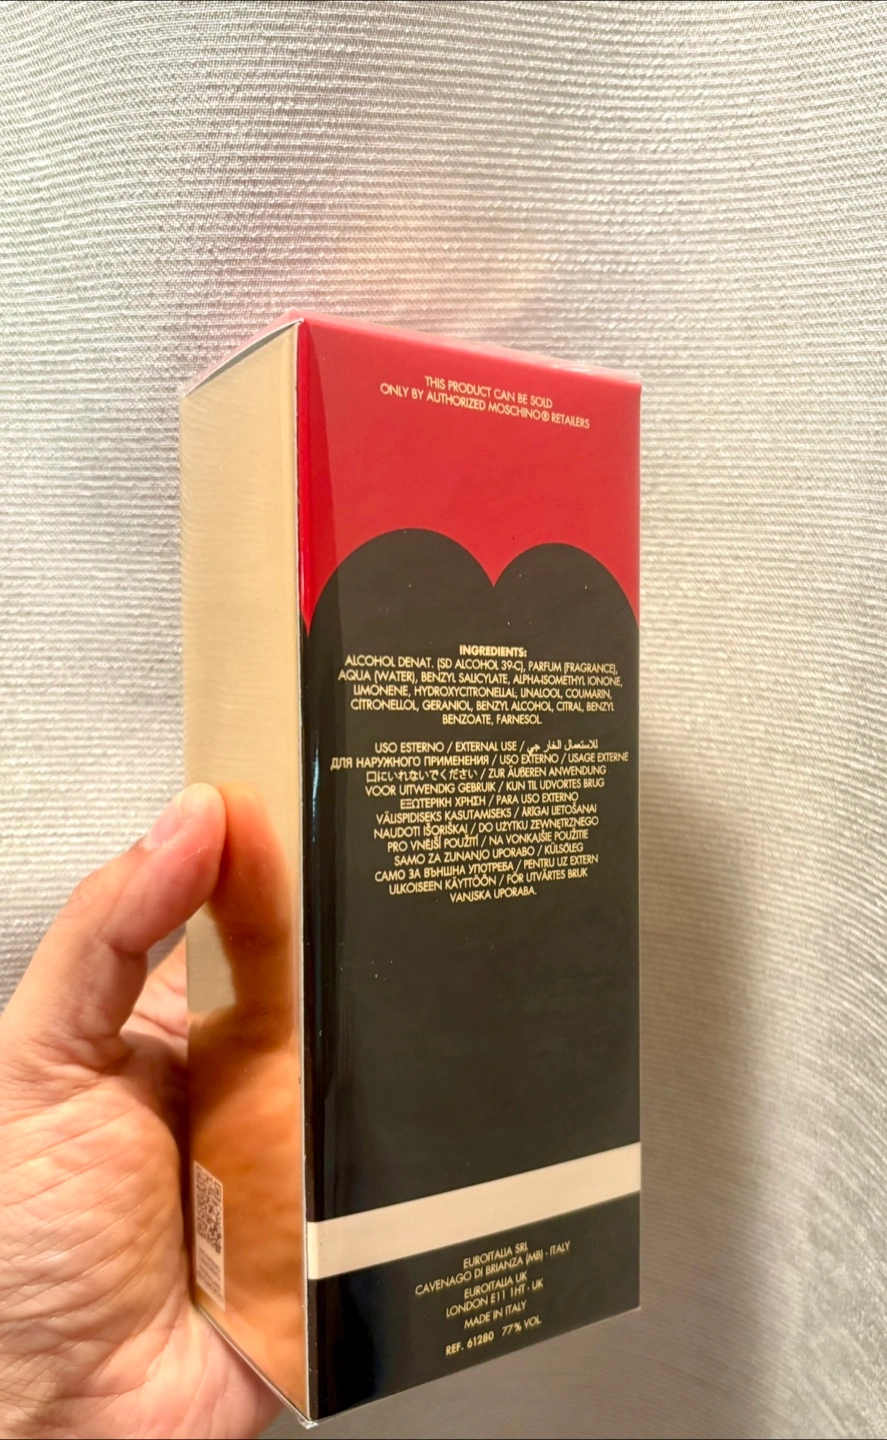 THIS PRODUCT CAN BE SOLD
ONLY BY AUTHORIZED MOSCHINO® RETAILERS
INGREDIENTS:
ALCOHOL DENAT. (SD ALCOHOL 39-C), PARFUM (FRAGRANCE),
AQUA (WATER), BENZYL SALICYLATE, ALPHA-ISOMETHYL IONONE,
LIMONENE, HYDROXYCITRONELLAL, LINALOOL, COUMARIN,
CITRONELLOL, GERANIOL, BENZYL ALCOHOL, CITRAL, BENZYL
BENZOATE, FARNESOL.
USO ESTERNO / EXTERNAL USE / للاستعمال الخار جي
ДЛЯ НАРУЖНОГО ПРИМЕНЕНИЯ / USO EXTERNO / USAGE EXTERNE
口にいれないでください / ZUR ÄUßEREN ANWENDUNG
VOOR UITWENDIG GEBRUIK / KUN TIL UDVORTES BRUG
ΕΞΩΤΕΡΙΚΗ ΧΡΗΣΗ / PARA USO EXTERNO
VÄLISPIDISEKS KASUTAMISEKS / ĀRĪGAI LIETOŠANAI
NAUDOTI IŠORIŠKAI / DO UŻYTKU ZEWNĘTRZNEGO
PRO VNĚJŠÍ POUŽITÍ / NA VONKAJŠIE POUŽITIE
SAMO ZA ZUNANJO UPORABO / KÜLSŐLEG
САМО ЗА ВЪНШНА УПОТРЕБА / PENTRU UZ EXTERN
ULKOISEEN KÄYTTÖÖN / FÖR UTVÄRTES BRUK
VANJSKA UPORABA.
EUROITALIA SRL
CAVENAGO DI BRIANZA (MB) - ITALY
EUROITALIA UK
LONDON E11 1HT - UK
MADE IN ITALY
REF. 61280 77% VOL